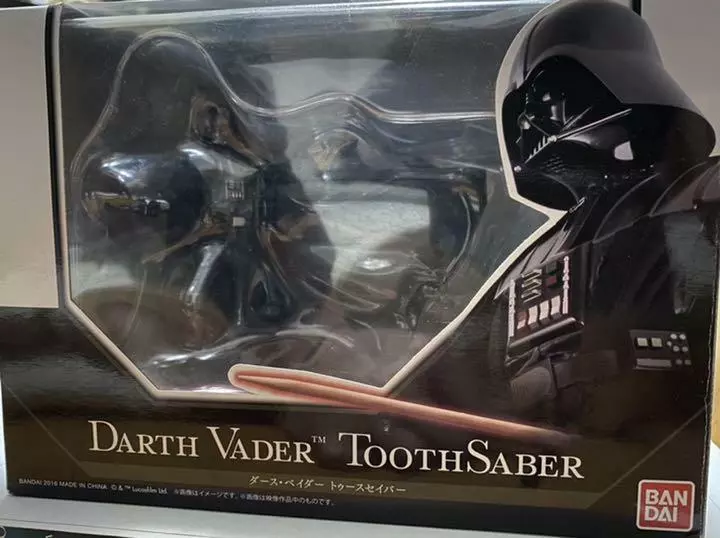 DARTH VADER™ TOOTHSABER
ダース・ベイダー トゥースセイバー
BANDAI 2016 MADE IN CHINA © & ™ Lucasfilm Ltd. ※画像はイメージです。 ※画像は映像作品中のものです。
BAN
DAI